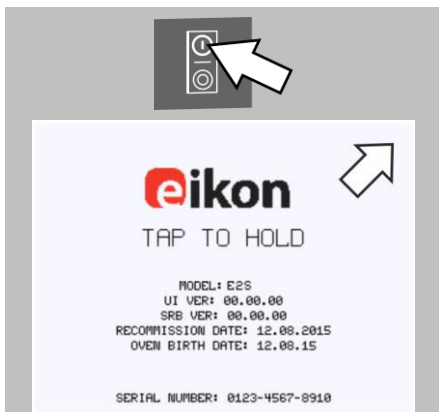 eikon
TAP TO HOLD
MODEL: E2S
UI VER: 00.00.00
SRB VER: 00.00.00
RECOMMISSION DATE: 12.08.2015
OVEN BIRTH DATE: 12.08.15
SERIAL NUMBER: 0123-4567-8910